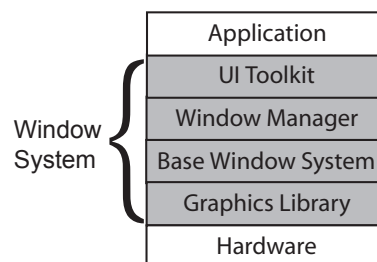 Application
UI Toolkit
Window Manager
Base Window System
Graphics Library
Hardware
Window
System